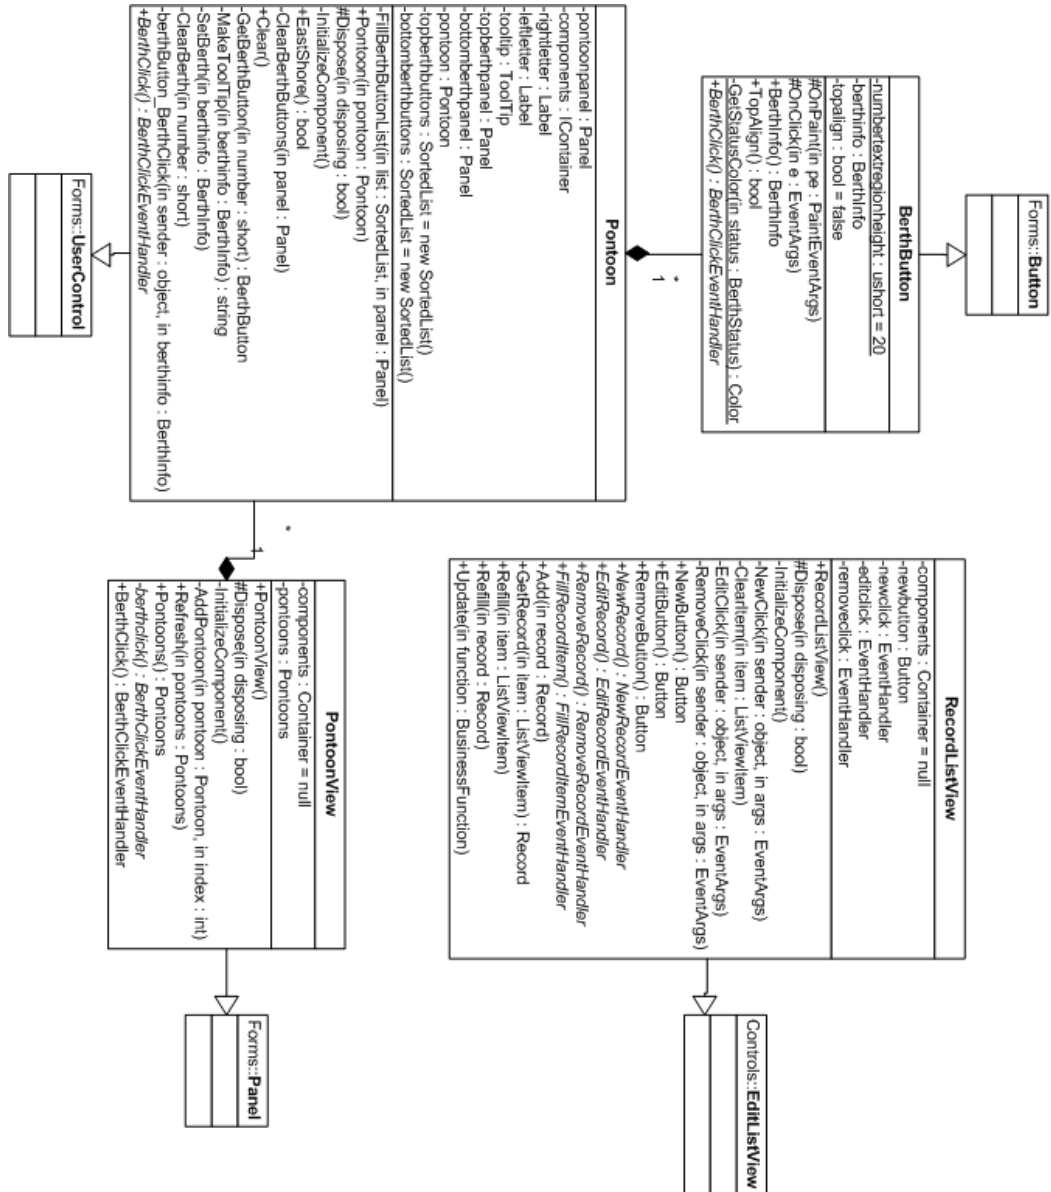 Forms::Button
BerthButton
-numbertextregionheight : ushort = 20
-berthinfo : BerthInfo
-topalign : bool = false
#OnPaint(in pe : PaintEventArgs)
#OnClick(in e : EventArgs)
+BerthInfo() : BerthInfo
+TopAlign() : bool
-GetStatusColor(in status : BerthStatus) : Color
+BerthClick() : BerthClickEventHandler
*
1
Pontoon
-pontoonpanel : Panel
-components : IContainer
-rightletter : Label
-leftletter : Label
-tooltip : ToolTip
-topberthpanel : Panel
-bottomberthpanel : Panel
-pontoon : Pontoon
-topberthbuttons : SortedList = new SortedList()
-bottomberthbuttons : SortedList = new SortedList()
-FillBerthButtonList(in list : SortedList, in panel : Panel)
+Pontoon(in pontoon : Pontoon)
#Dispose(in disposing : bool)
-InitializeComponent()
+EastShore() : bool
-ClearBerthButtons(in panel : Panel)
+Clear()
-GetBerthButton(in number : short) : BerthButton
-MakeToolTip(in berthinfo : BerthInfo) : string
-SetBerth(in berthinfo : BerthInfo)
-ClearBerth(in number : short)
-berthButton_BerthClick(in sender : object, in berthinfo : BerthInfo)
+BerthClick() : BerthClickEventHandler
Forms::UserControl
*
1
RecordListView
-components : Container = null
-newbutton : Button
-newclick : EventHandler
-editclick : EventHandler
-removeclick : EventHandler
+RecordListView()
#Dispose(in disposing : bool)
-InitializeComponent()
-NewClick(in sender : object, in args : EventArgs)
-ClearItem(in item : ListViewItem)
-EditClick(in sender : object, in args : EventArgs)
-RemoveClick(in sender : object, in args : EventArgs)
+NewButton() : Button
+EditButton() : Button
+RemoveButton() : Button
+NewRecord() : NewRecordEventHandler
+EditRecord() : EditRecordEventHandler
+RemoveRecord() : RemoveRecordEventHandler
+FillRecordItem() : FillRecordItemEventHandler
+Add(in record : Record)
+GetRecord(in item : ListViewItem) : Record
+Refill(in item : ListViewItem)
+Refill(in record : Record)
+Update(in function : BusinessFunction)
Controls::EditListView
PontoonView
-components : Container = null
-pontoons : Pontoons
+PontoonView()
#Dispose(in disposing : bool)
-InitializeComponent()
-AddPontoon(in pontoon : Pontoon, in index : int)
+Refresh(in pontoons : Pontoons)
+Pontoons() : Pontoons
-berthclick() : BerthClickEventHandler
+BerthClick() : BerthClickEventHandler
Forms::Panel